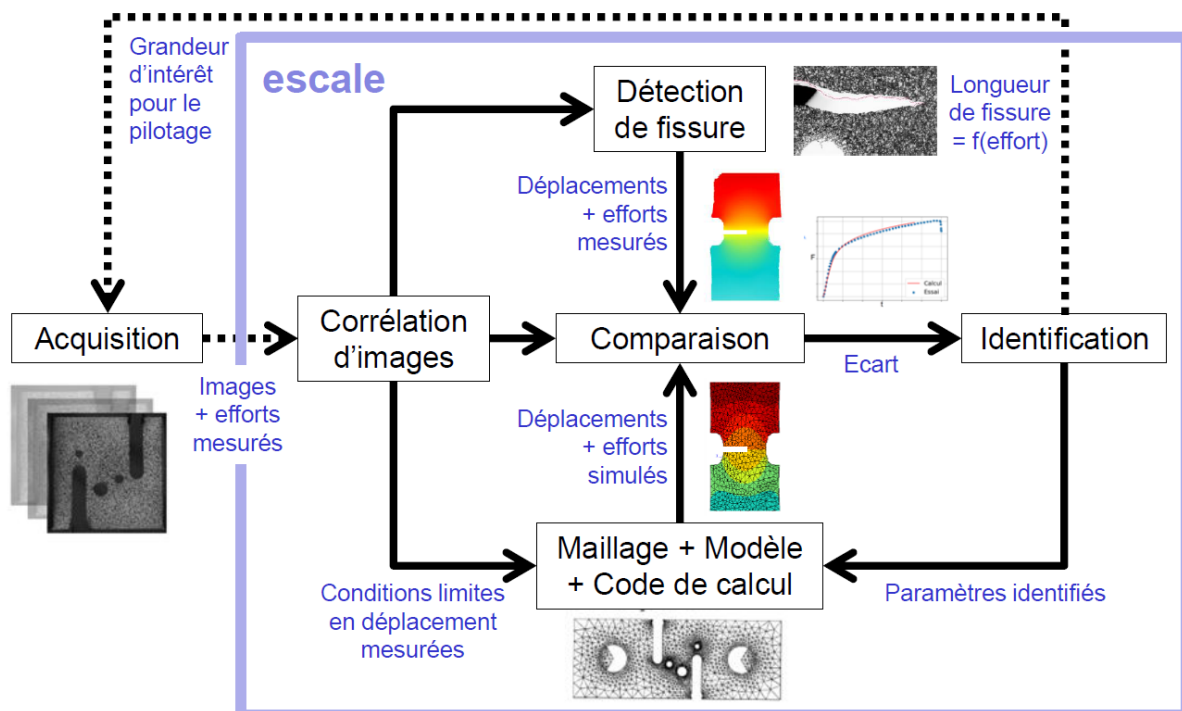 Grandeur
d'intérêt
pour le
pilotage
escale
Détection
de fissure
Longueur
de fissure
= f(effort)
Déplacements
+ efforts
mesurés
F
Calcul
Essai
t
Acquisition
Corrélation
d'images
Comparaison
Identification
Ecart
Images
+ efforts
mesurés
Déplacements
+ efforts
simulés
Maillage + Modèle
+ Code de calcul
Conditions limites
en déplacement
mesurées
Paramètres identifiés